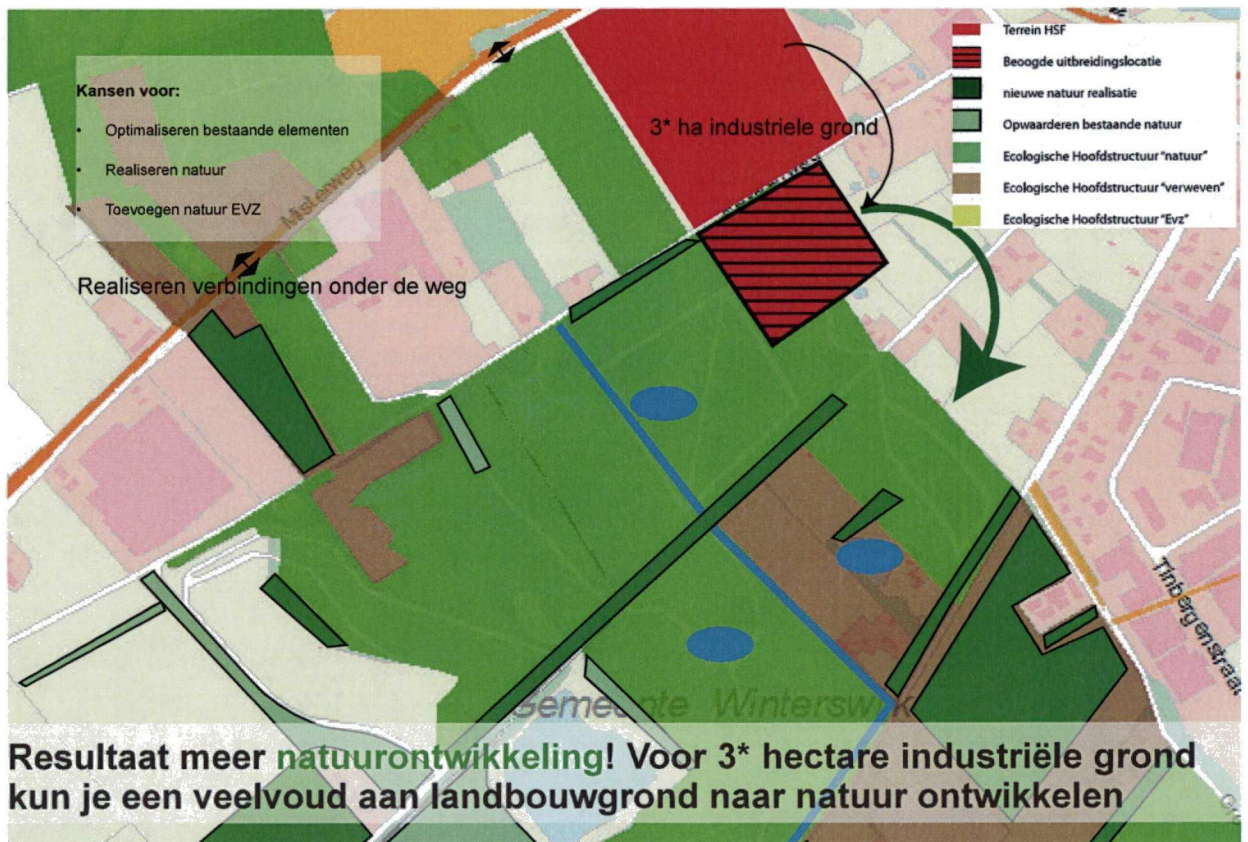 Kansen voor:
• Optimaliseren bestaande elementen
• Realiseren natuur
• Toevoegen natuur EVZ
Misterweg
Realiseren verbindingen onder de weg
3* ha industriele grond
Terrein HSF
Beoogde uitbreidingslocatie
nieuwe natuur realisatie
Opwaarderen bestaande natuur
Ecologische Hoofdstructuur "natuur"
Ecologische Hoofdstructuur "verweven"
Ecologische Hoofdstructuur "Evz"
Tinbergenstraat
Gemeente Winterswijk
Resultaat meer natuurontwikkeling! Voor 3* hectare industriële grond
kun je een veelvoud aan landbouwgrond naar natuur ontwikkelen